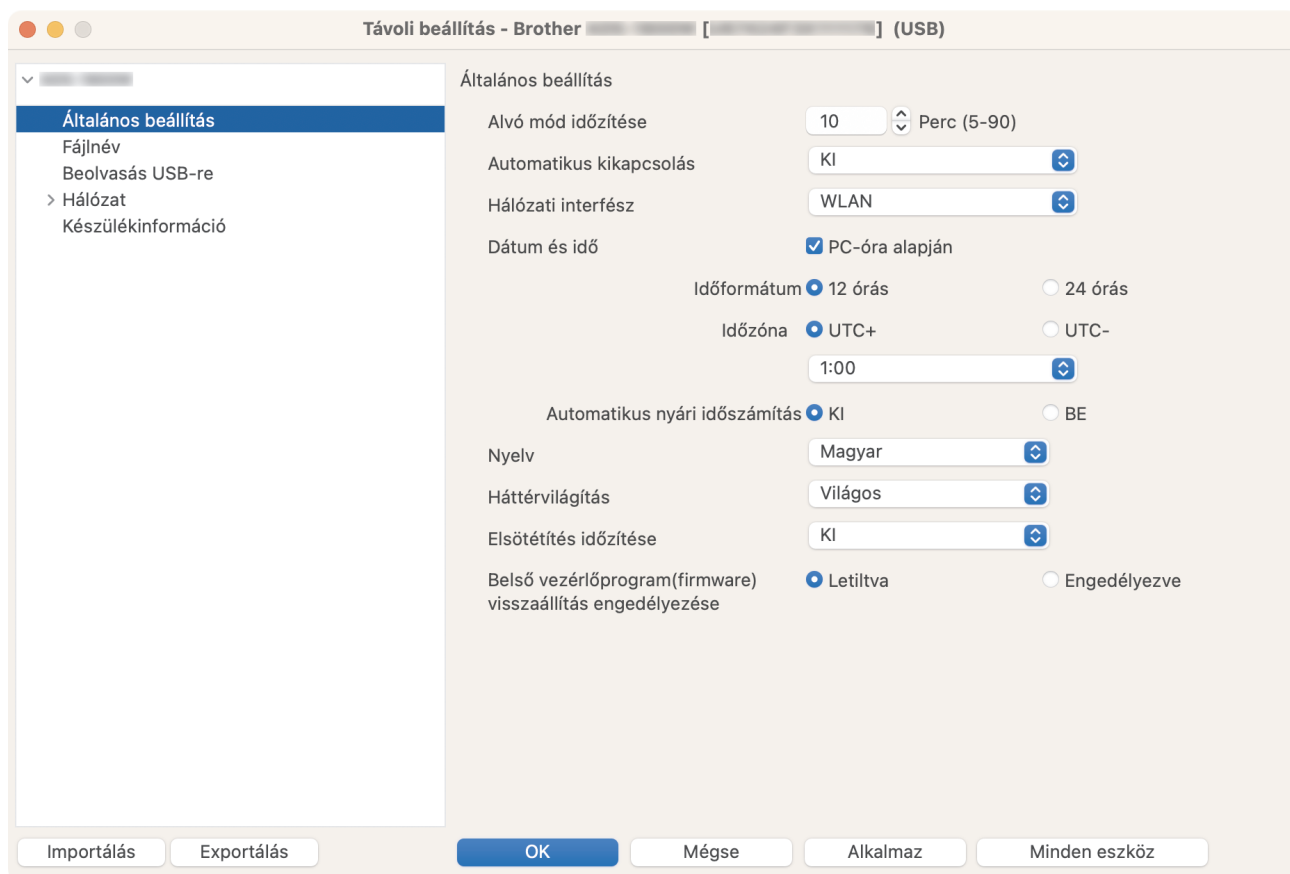 Távoli beállítás - Brother [ ] (USB)
Általános beállítás
Fájlnév
Beolvasás USB-re
Hálózat
Készülékinformáció
Általános beállítás
Alvó mód időzítése 10 Perc (5-90)
Automatikus kikapcsolás KI
Hálózati interfész WLAN
Dátum és idő PC-óra alapján
Időformátum 12 órás 24 órás
Időzóna UTC+ UTC-
1:00
Automatikus nyári időszámítás KI BE
Nyelv Magyar
Háttérvilágítás Világos
Elsötétítés időzítése KI
Belső vezérlőprogram(firmware) Letiltva Engedélyezve
visszaállítás engedélyezése
Importálás Exportálás OK Mégse Alkalmaz Minden eszköz